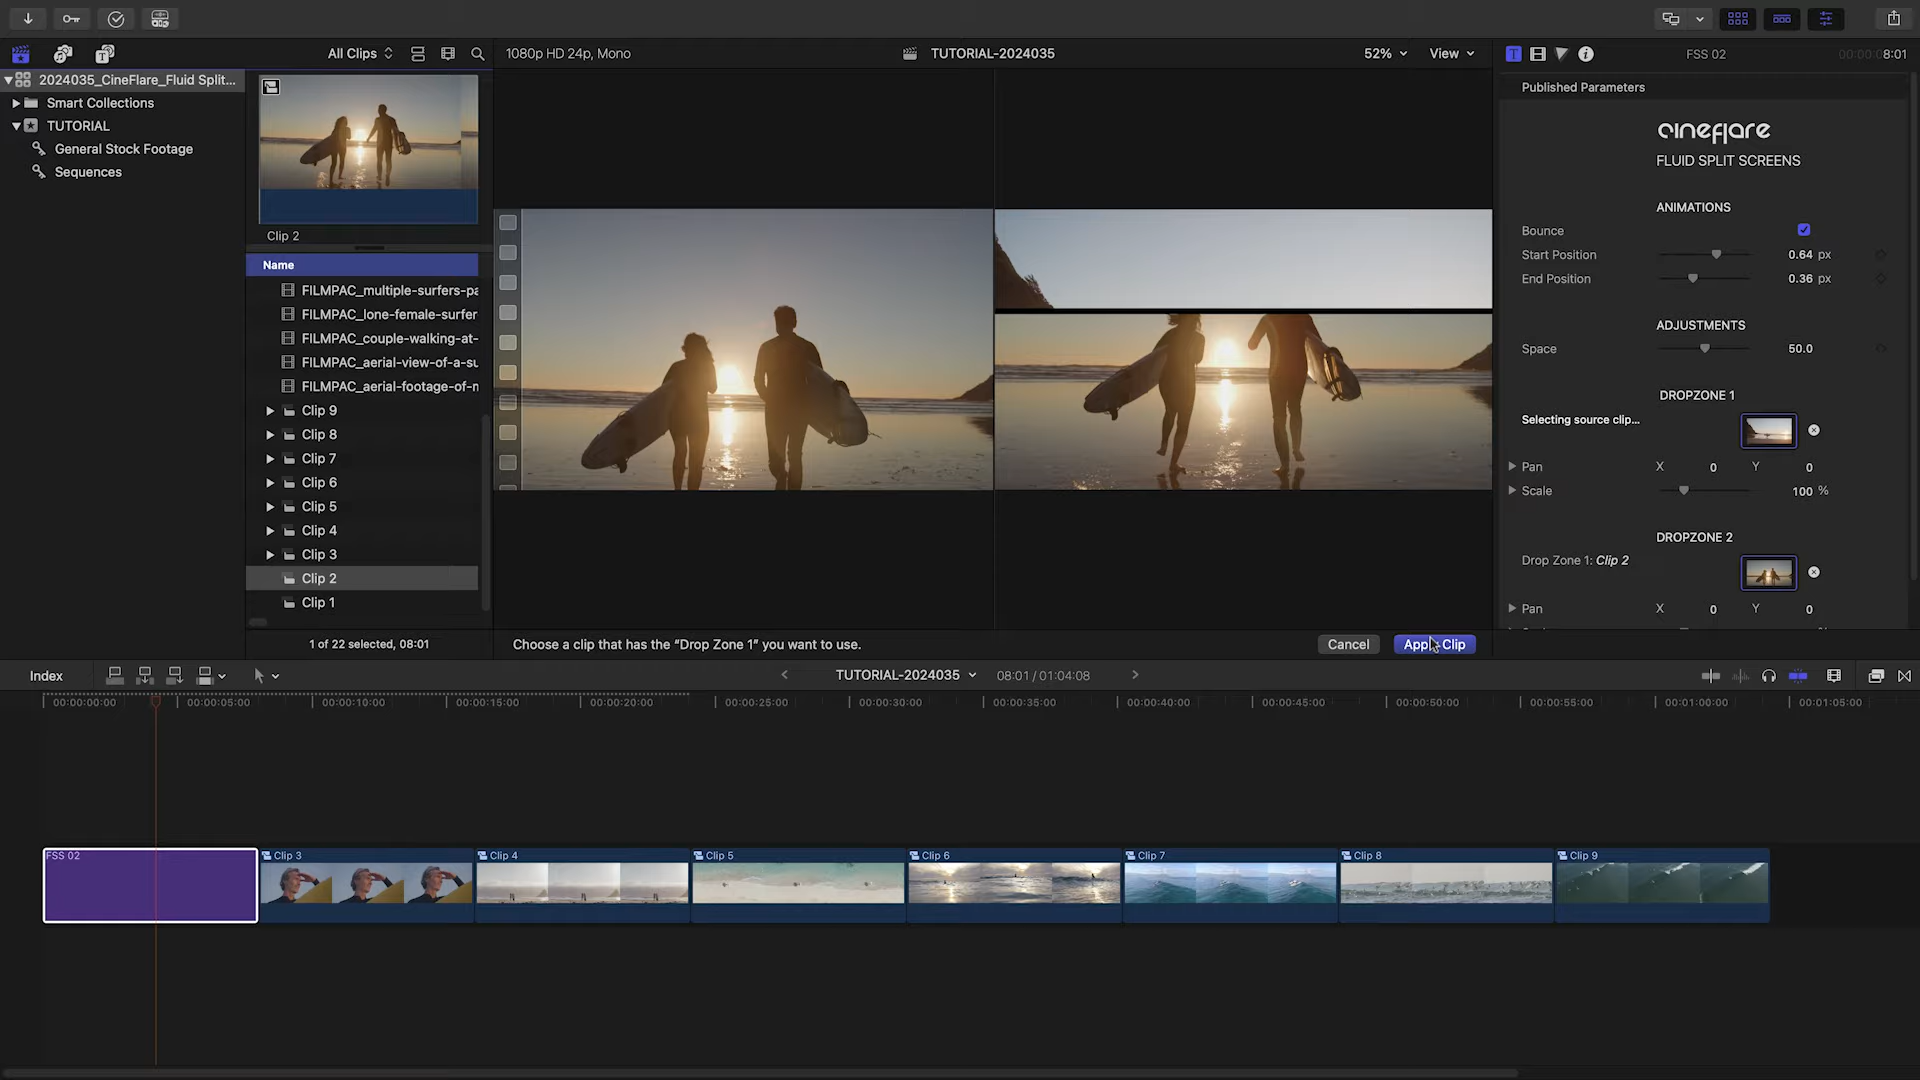 All Clips
1080p HD 24p, Mono
TUTORIAL-2024035
52%
View
FSS 02
00:00:08:01
2024035_CineFlare_Fluid Split...
Smart Collections
TUTORIAL
General Stock Footage
Sequences
Clip 2
Name
FILMPAC_multiple-surfers-pa
FILMPAC_lone-female-surfer
FILMPAC_couple-walking-at-
FILMPAC_aerial-view-of-a-su
FILMPAC_aerial-footage-of-m
Clip 9
Clip 8
Clip 7
Clip 6
Clip 5
Clip 4
Clip 3
Clip 2
Clip 1
1 of 22 selected, 08:01
Choose a clip that has the “Drop Zone 1” you want to use.
Cancel
Apply Clip
Published Parameters
cineflare
FLUID SPLIT SCREENS
ANIMATIONS
Bounce
Start Position 0.64 px
End Position 0.36 px
ADJUSTMENTS
Space 50.0
DROPZONE 1
Selecting source clip...
Pan X 0 Y 0
Scale 100 %
DROPZONE 2
Drop Zone 1: Clip 2
Pan X 0 Y 0
Index
TUTORIAL-2024035
08:01 / 01:04:08
00:00:00:00
00:00:05:00
00:00:10:00
00:00:15:00
00:00:20:00
00:00:25:00
00:00:30:00
00:00:35:00
00:00:40:00
00:00:45:00
00:00:50:00
00:00:55:00
00:01:00:00
00:01:05:00
FSS 02
Clip 3
Clip 4
Clip 5
Clip 6
Clip 7
Clip 8
Clip 9